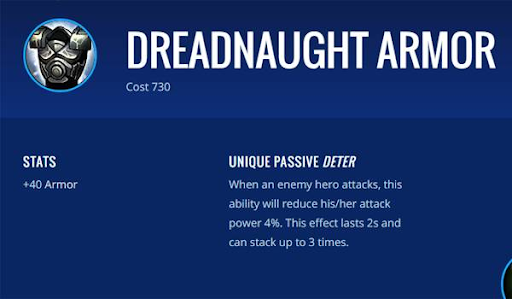 DREADNAUGHT ARMOR
Cost 730
STATS
+40 Armor
UNIQUE PASSIVE DETER
When an enemy hero attacks, this
ability will reduce his/her attack
power 4%. This effect lasts 2s and
can stack up to 3 times.